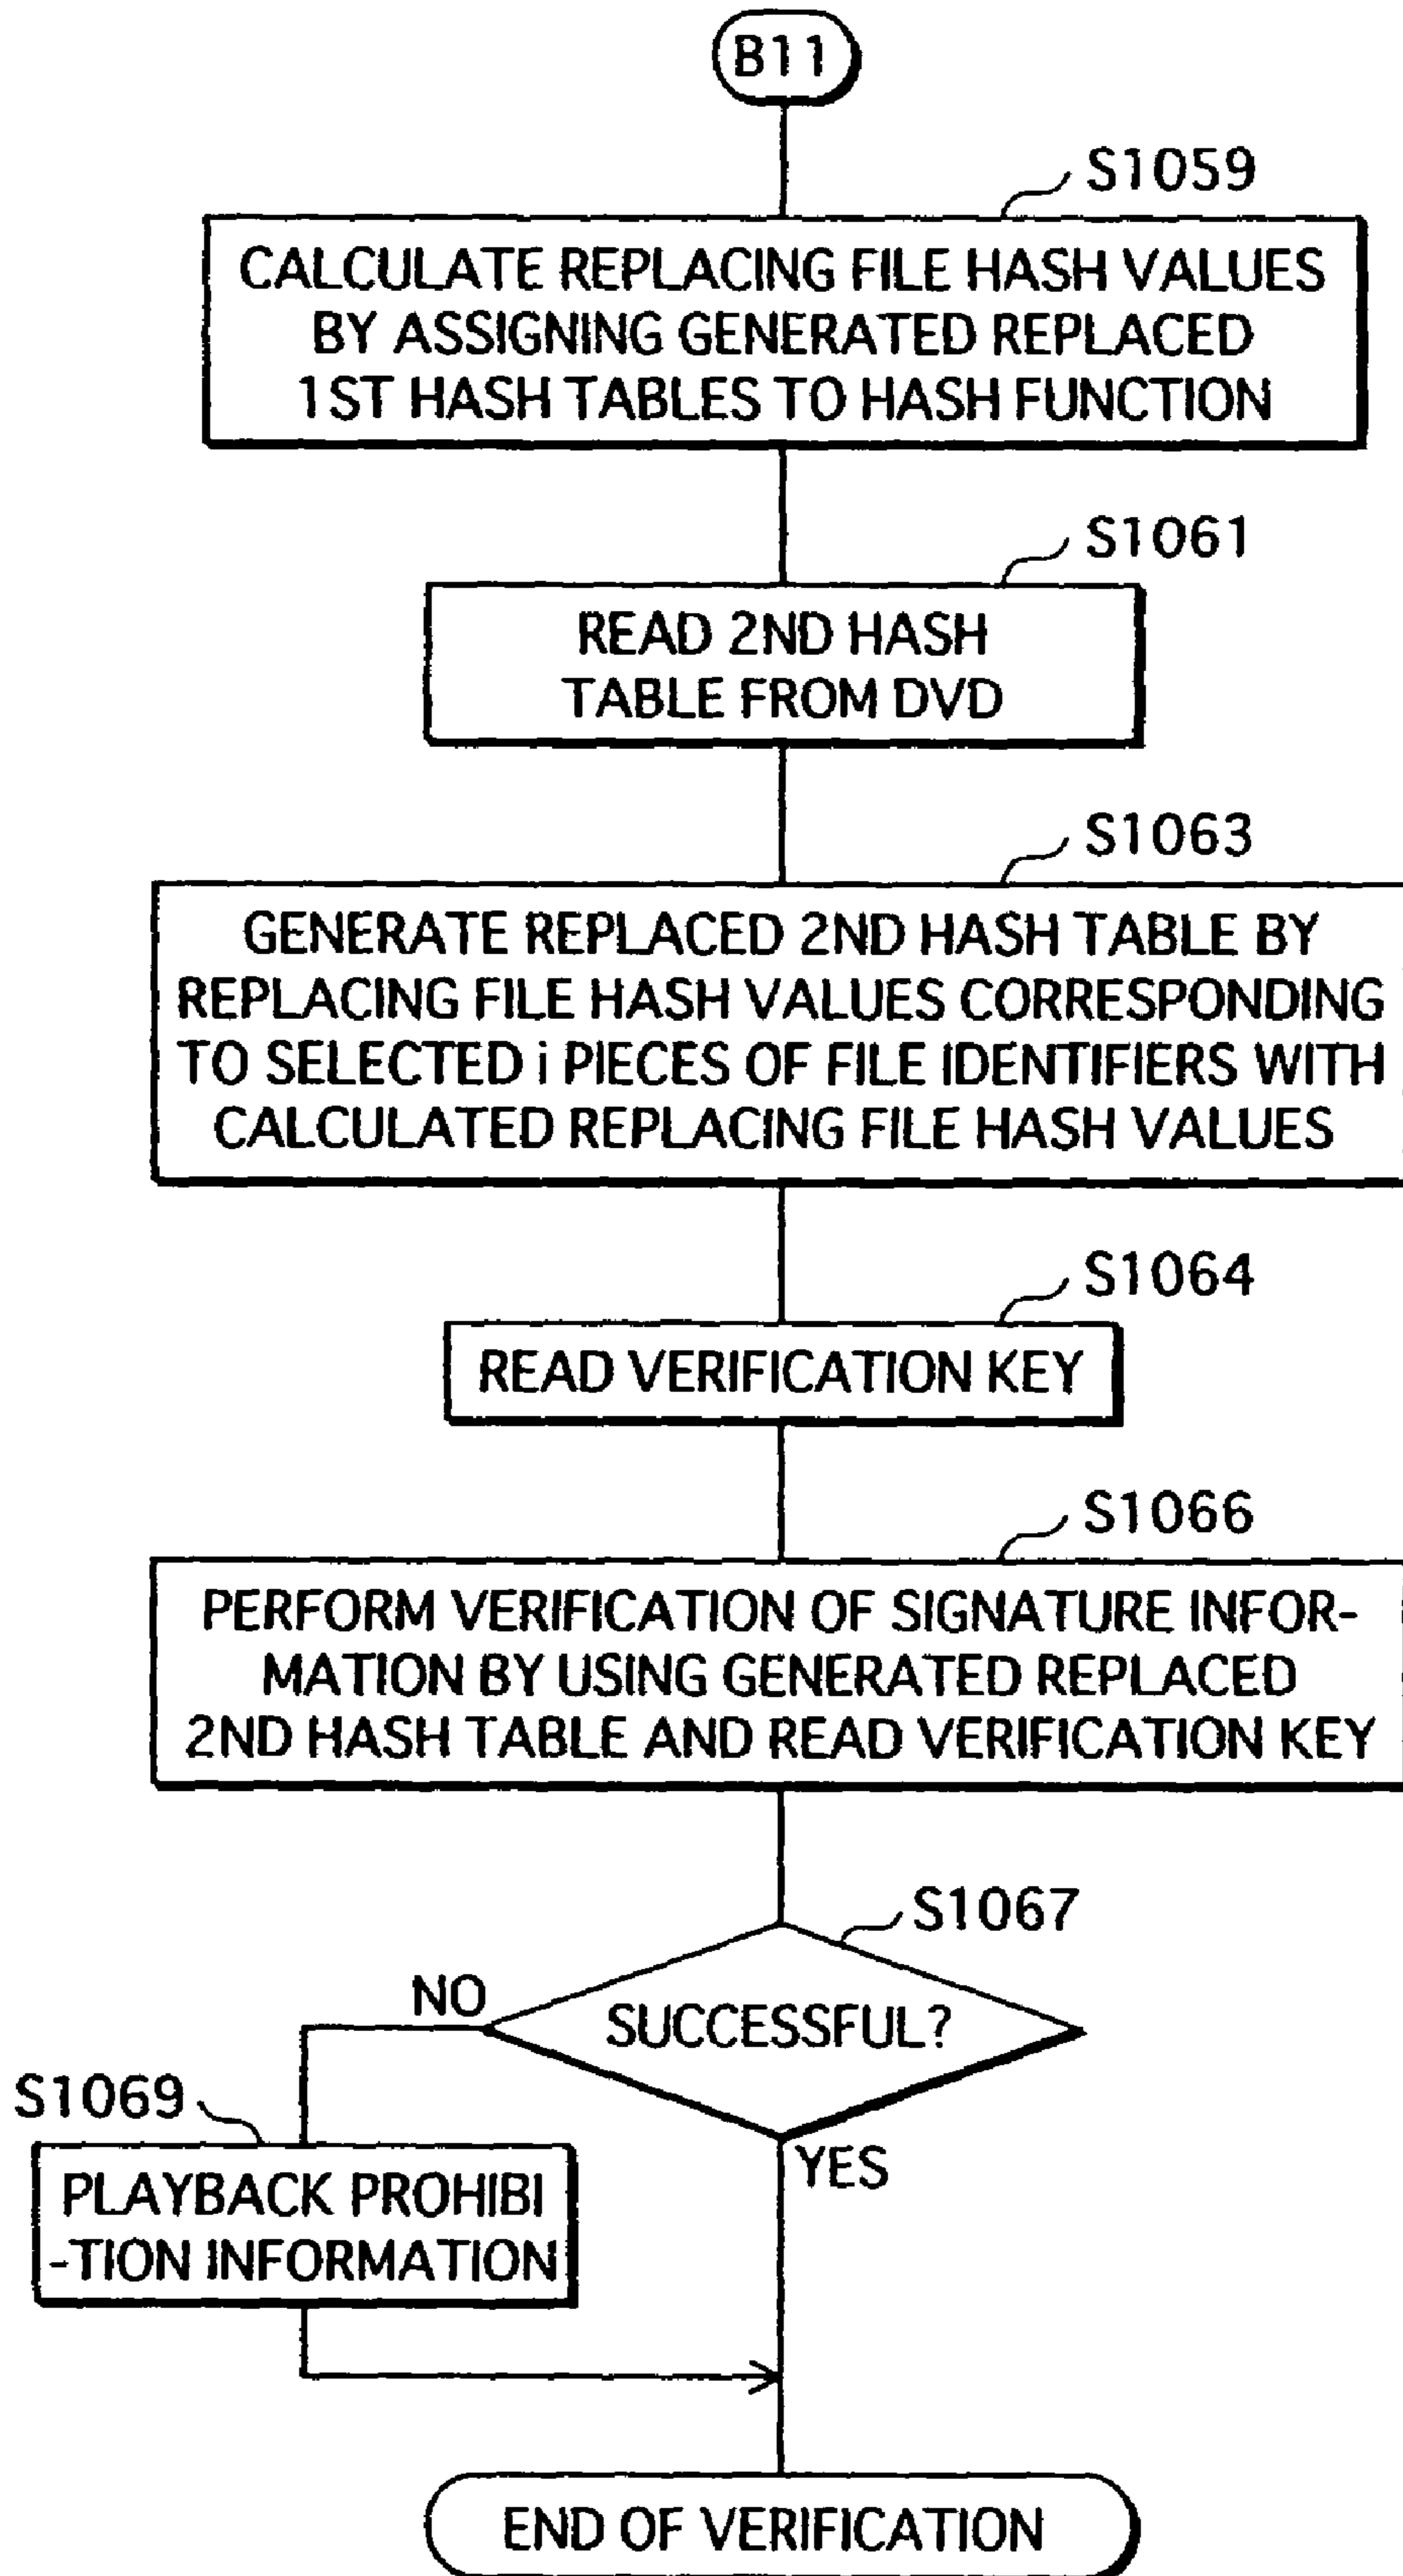 B11
S1059
CALCULATE REPLACING FILE HASH VALUES
BY ASSIGNING GENERATED REPLACED
1ST HASH TABLES TO HASH FUNCTION
S1061
READ 2ND HASH
TABLE FROM DVD
S1063
GENERATE REPLACED 2ND HASH TABLE BY
REPLACING FILE HASH VALUES CORRESPONDING
TO SELECTED i PIECES OF FILE IDENTIFIERS WITH
CALCULATED REPLACING FILE HASH VALUES
S1064
READ VERIFICATION KEY
S1066
PERFORM VERIFICATION OF SIGNATURE INFOR-
MATION BY USING GENERATED REPLACED
2ND HASH TABLE AND READ VERIFICATION KEY
S1067
NO
SUCCESSFUL?
S1069
YES
PLAYBACK PROHIBI
-TION INFORMATION
END OF VERIFICATION